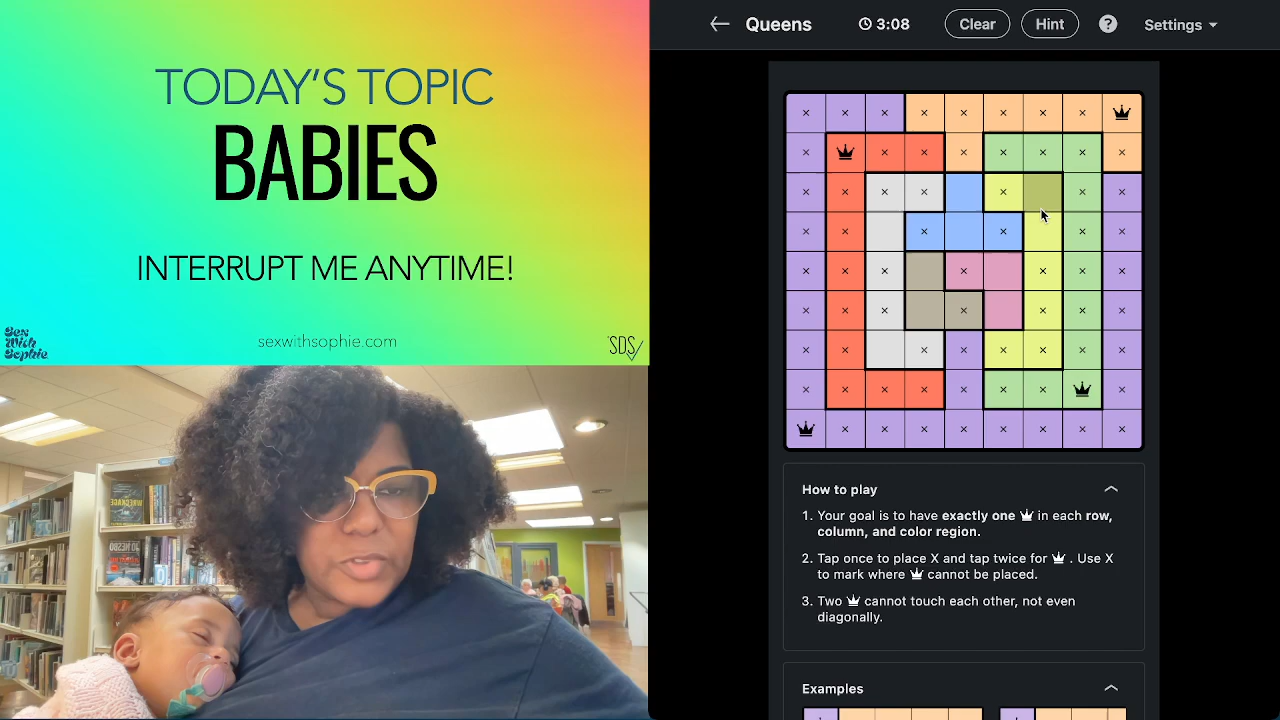 TODAY'S TOPIC
BABIES
INTERRUPT ME ANYTIME!
Sex
With
Sophie
sexwithsophie.com
SDS
Queens
3:08
Clear
Hint
?
Settings
How to play
1. Your goal is to have exactly one in each row,
column, and color region.
2. Tap once to place X and tap twice for . Use X
to mark where cannot be placed.
3. Two cannot touch each other, not even
diagonally.
Examples